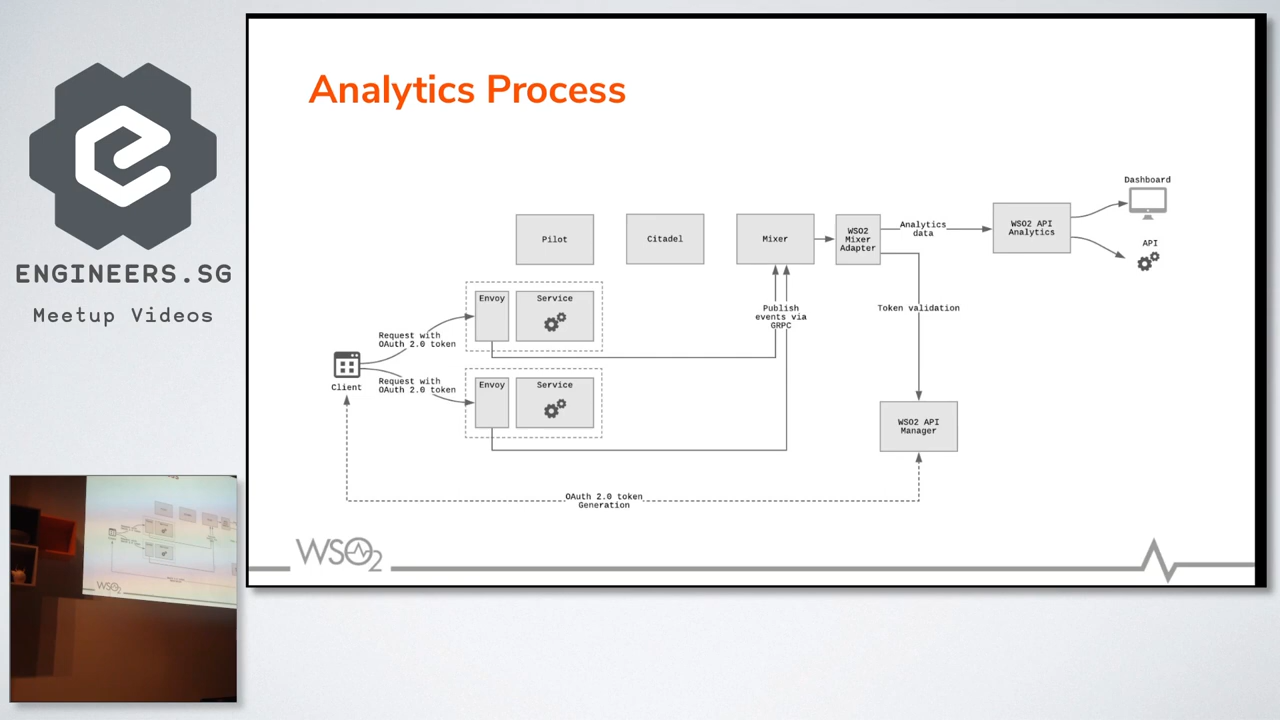 ENGINEERS.SG
Meetup Videos
Analytics Process
Dashboard
Pilot
Citadel
Mixer
WSO2
Mixer
Adapter
Analytics
data
WSO2 API
Analytics
API
Envoy
Service
Publish
events via
GRPC
Token validation
Request with
OAuth 2.0 token
Client
Request with
OAuth 2.0 token
Envoy
Service
WSO2 API
Manager
OAuth 2.0 token
Generation
WSO2